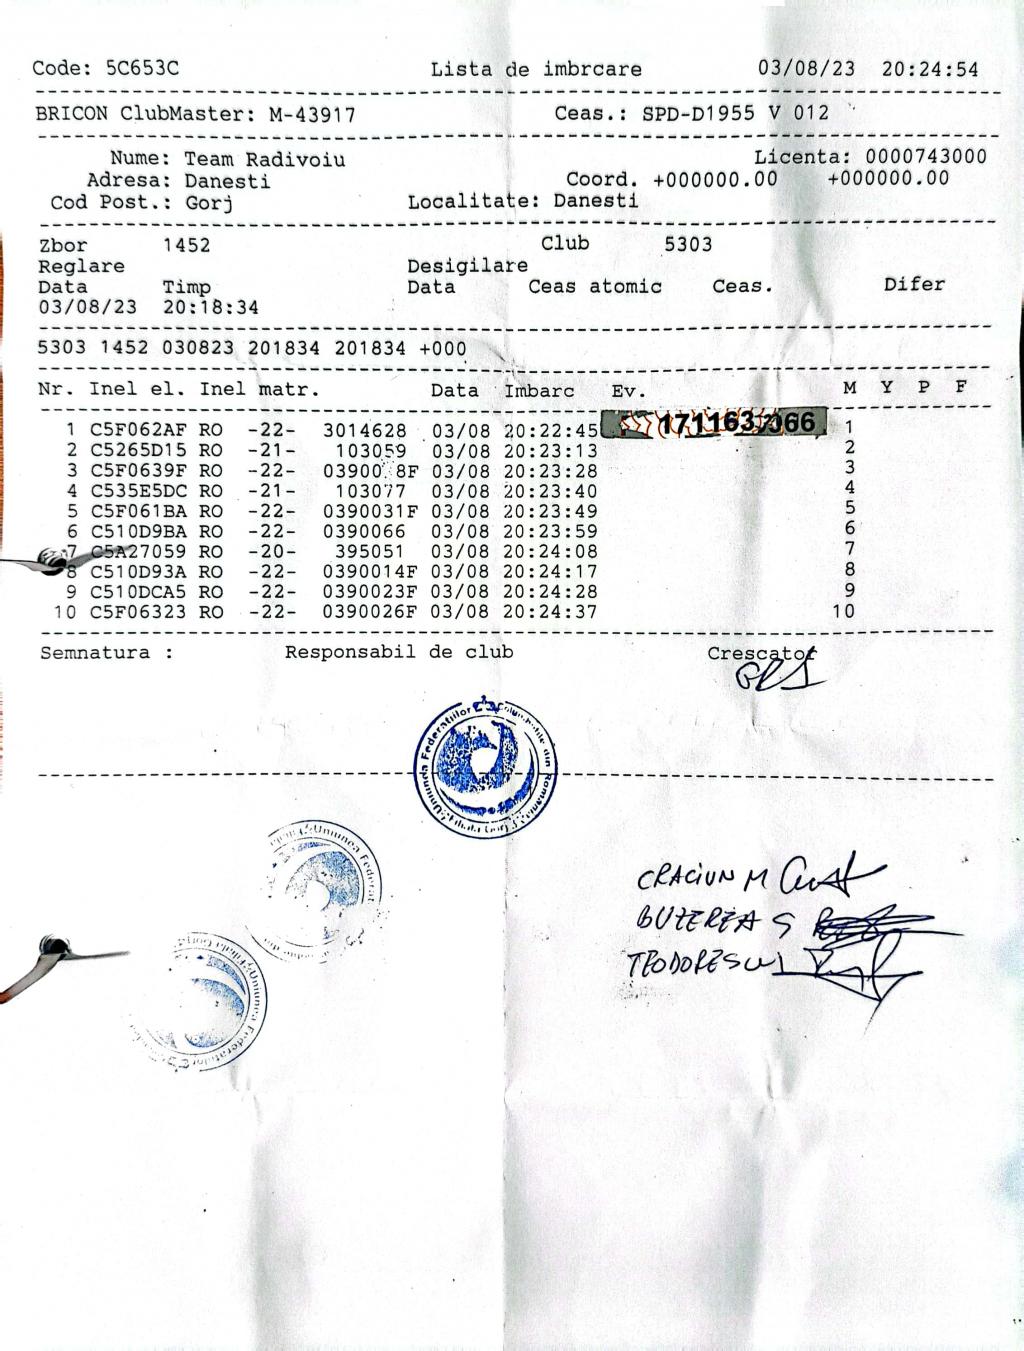 Code: 5C653C Lista de imbrcare 03/08/23 20:24:54
BRICON ClubMaster: M-43917 Ceas.: SPD-D1955 V 012
Nume: Team Radivoiu Licenta: 0000743000
Adresa: Danesti Coord. +000000.00 +000000.00
Cod Post.: Gorj Localitate: Danesti
Zbor 1452 Club 5303
Reglare Desigilare
Data Timp Data Ceas atomic Ceas. Difer
03/08/23 20:18:34
5303 1452 030823 201834 201834 +000
Nr. Inel el. Inel matr. Data Imbarc Ev. M Y P F
1 C5F062AF RO -22- 3014628 03/08 20:22:45 1
2 C5265D15 RO -21- 103059 03/08 20:23:13 2
3 C5F0639F RO -22- 03/08 20:23:28 3
4 C535E5DC RO -21- 103077 03/08 20:23:40 4
5 C5F061BA RO -22- 0390031F 03/08 20:23:49 5
6 C510D9BA RO -22- 0390066 03/08 20:23:59 6
7 C5A27059 RO -20- 395051 03/08 20:24:08 7
8 C510D93A RO -22- 0390014F 03/08 20:24:17 8
9 C510DCA5 RO -22- 0390023F 03/08 20:24:28 9
10 C5F06323 RO -22- 0390026F 03/08 20:24:37 10
Semnatura : Responsabil de club Crescator
CRACIUN M
BUZEREA S
TEODORESCU